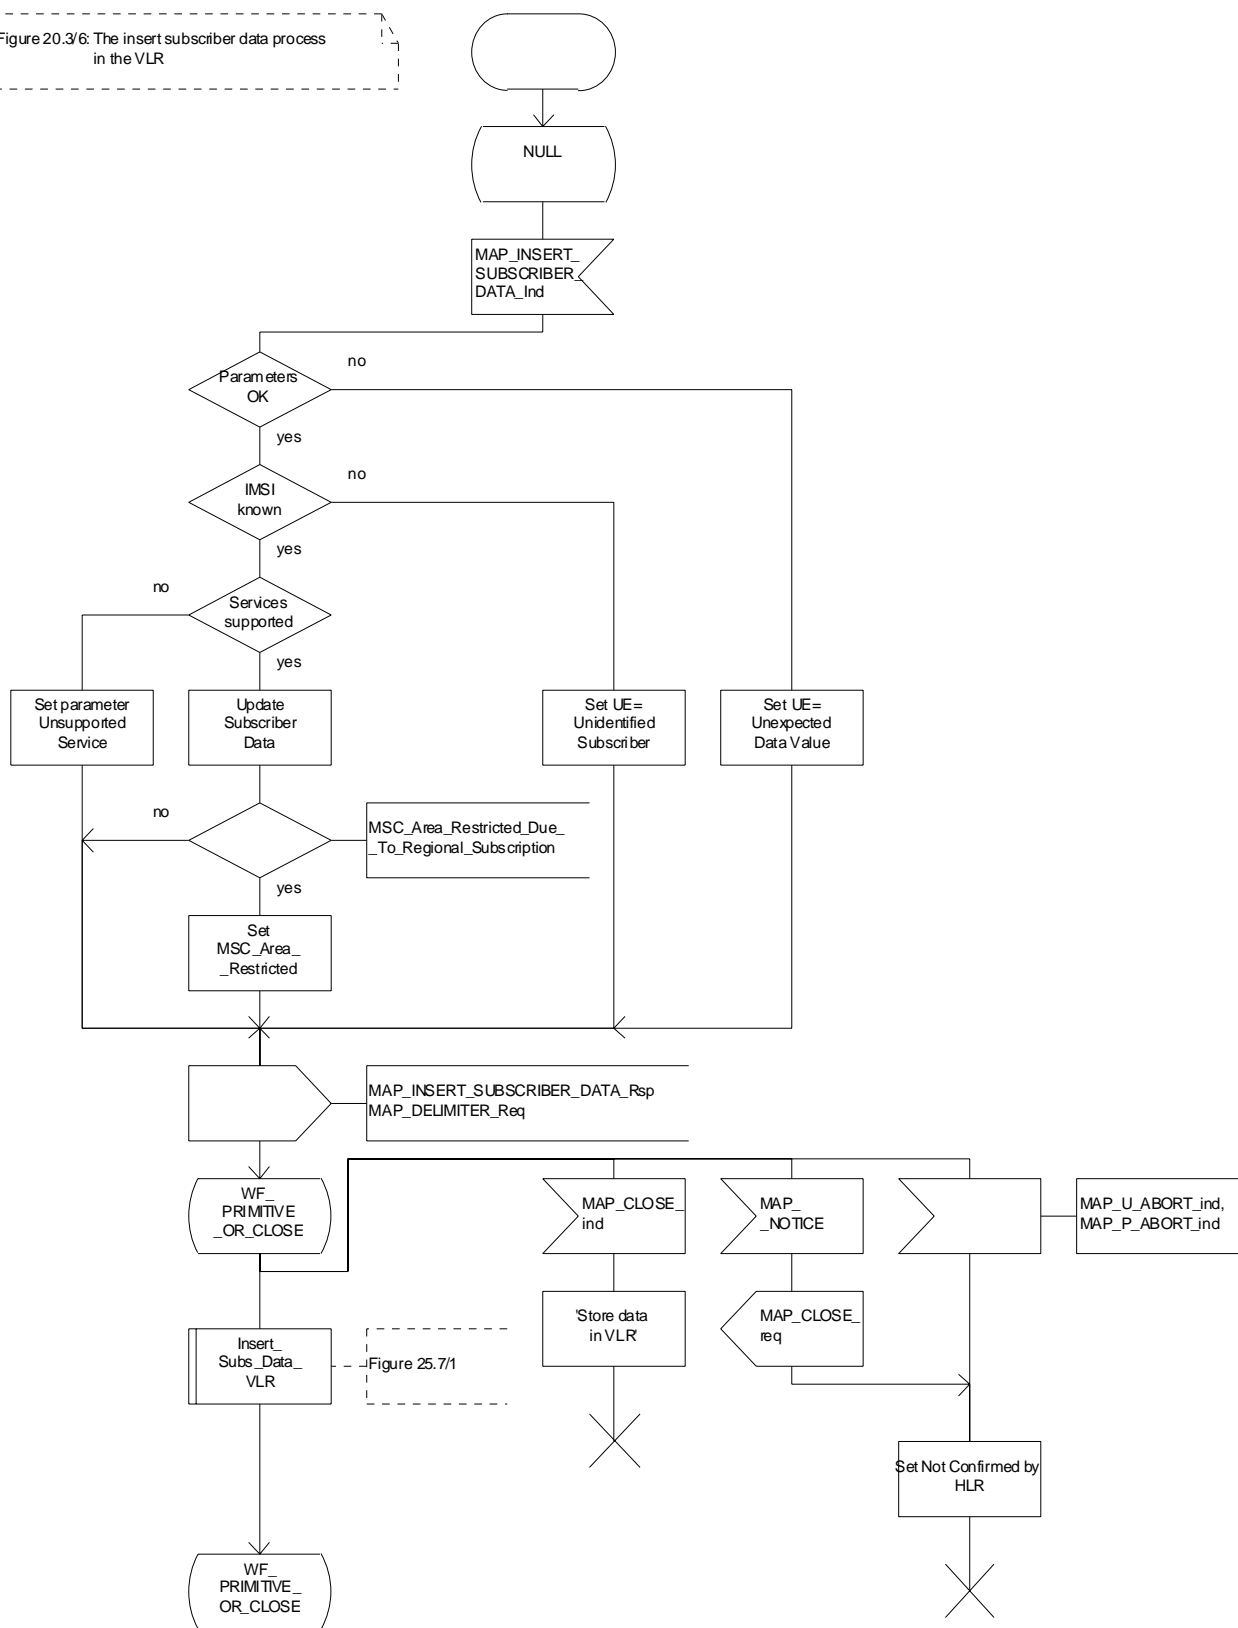 Figure 20.3/6: The insert subscriber data process
in the VLR
NULL
MAP_INSERT_
SUBSCRIBER_
DATA_Ind
Parameters
OK
no
yes
IMSI
known
no
yes
Services
supported
no
yes
Set parameter
Unsupported
Service
Update
Subscriber
Data
Set UE=
Unidentified
Subscriber
Set UE=
Unexpected
Data Value
no
MSC_Area_Restricted_Due_
_To_Regional_Subscription
yes
Set
MSC_Area_
_Restricted
MAP_INSERT_SUBSCRIBER_DATA_Rsp
MAP_DELIMITER_Req
WF_
PRIMITIVE
_OR_CLOSE
MAP_CLOSE_
ind
MAP_
_NOTICE
MAP_U_ABORT_ind,
MAP_P_ABORT_ind
'Store data
in VLR'
MAP_CLOSE_
req
Insert_
Subs_Data_
VLR
Figure 25.7/1
Set Not Confirmed by
HLR
WF_
PRIMITIVE_
OR_CLOSE